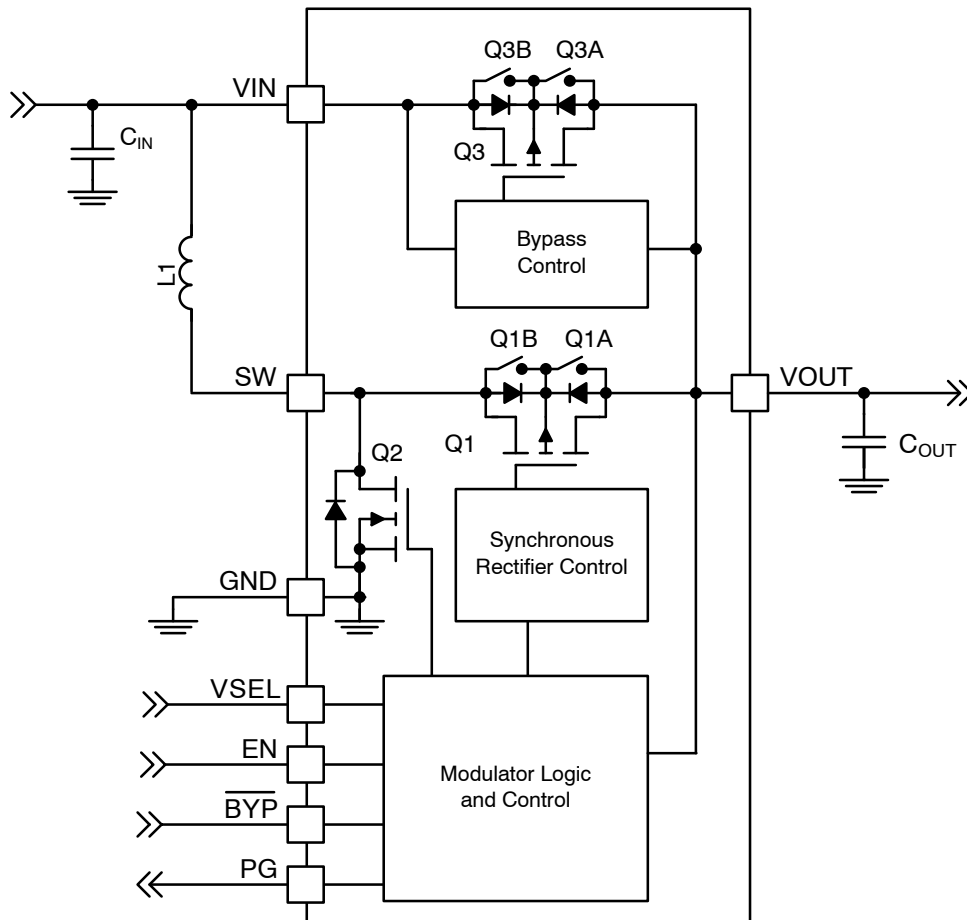 Q3B Q3A
VIN
CIN
Q3
Bypass
Control
L1
Q1B Q1A
SW
VOUT
Q1
Q2
COUT
Synchronous
Rectifier Control
GND
VSEL
EN
BYP
PG
Modulator Logic
and Control